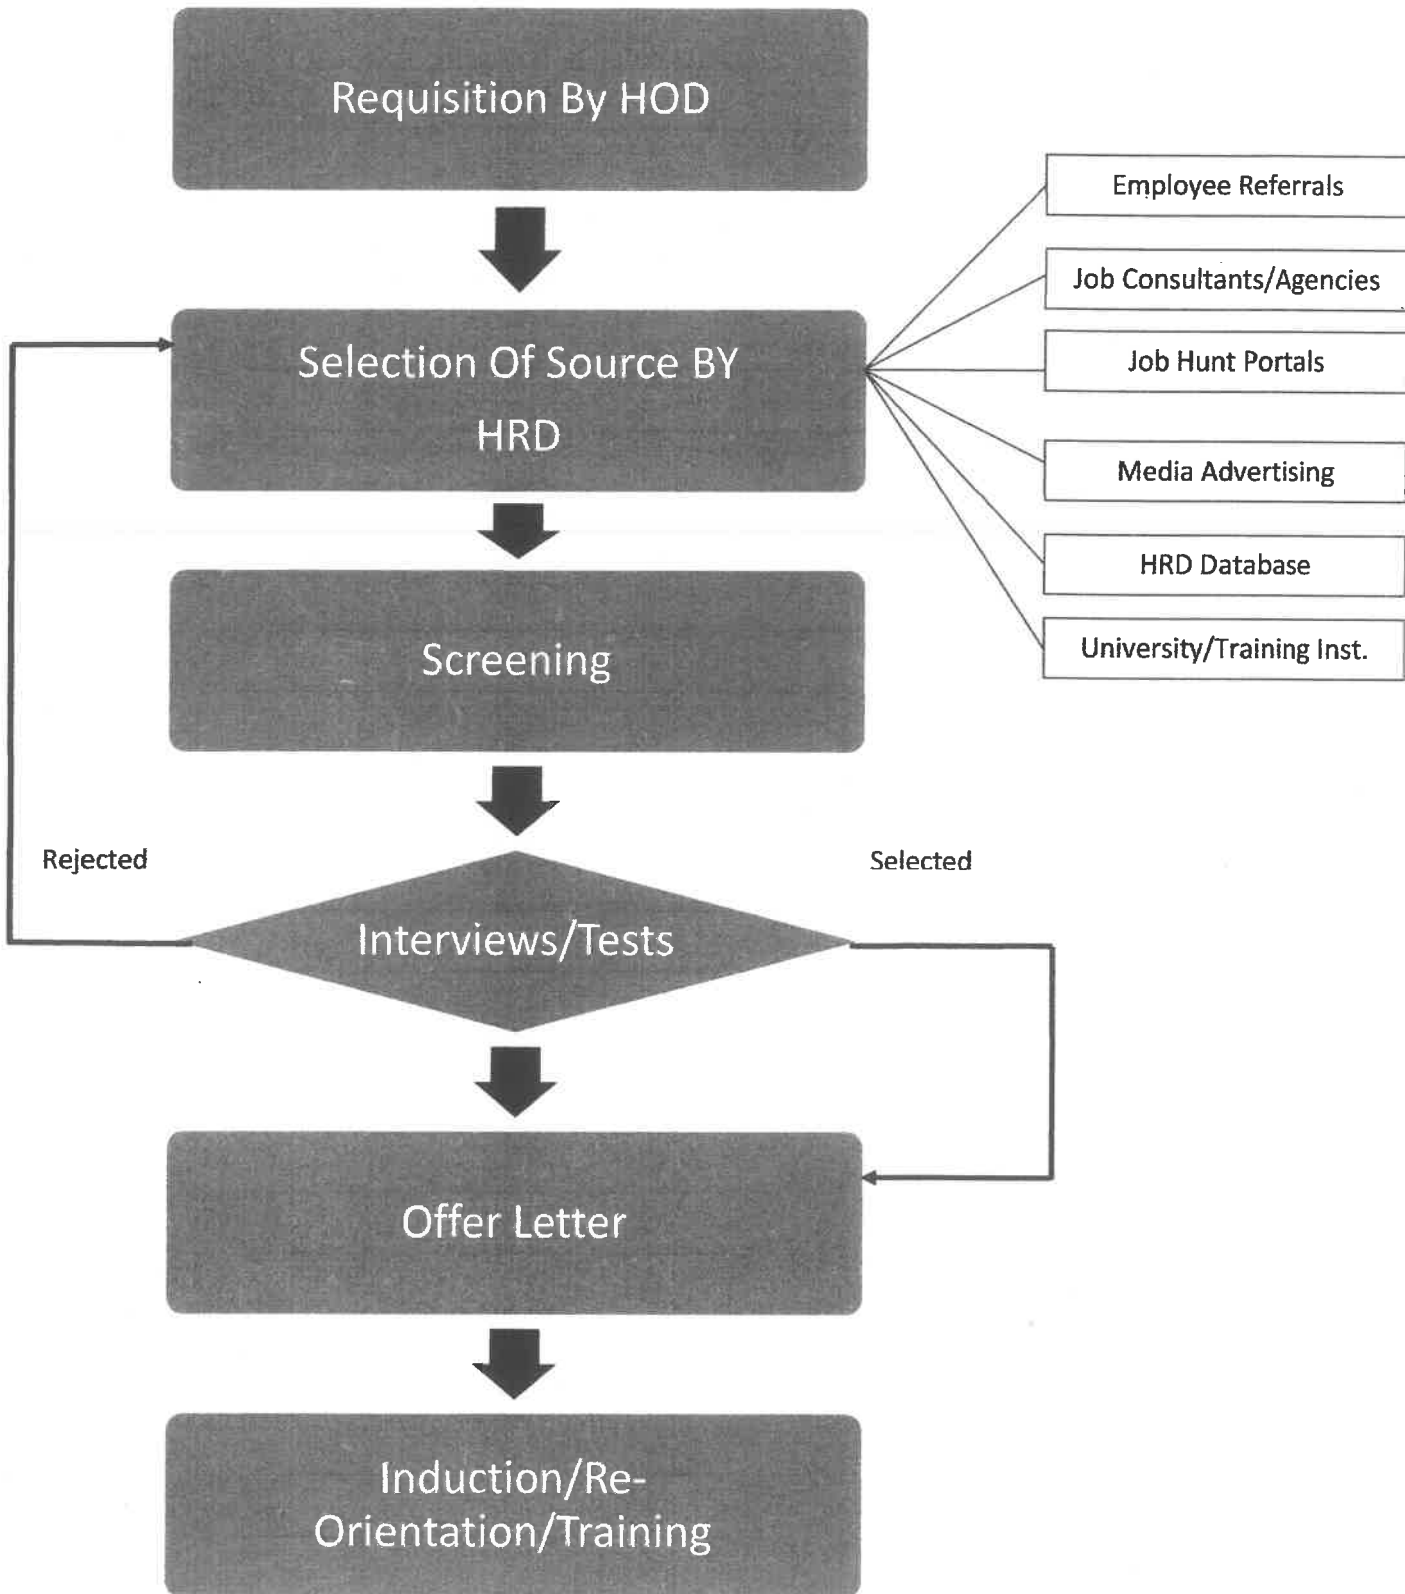 Requisition By HOD
Employee Referrals
Job Consultants/Agencies
Selection Of Source BY
HRD
Job Hunt Portals
Media Advertising
HRD Database
University/Training Inst.
Screening
Rejected
Selected
Interviews/Tests
Offer Letter
Induction/Re-
Orientation/Training